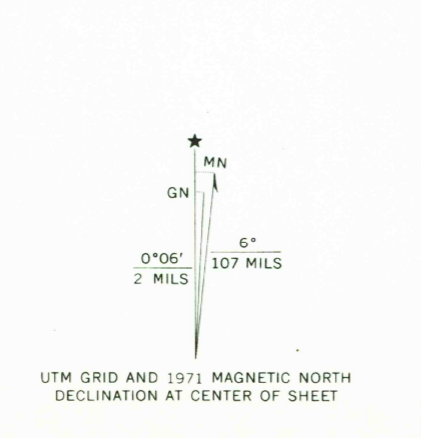 ★
MN
GN
0°06'
2 MILS
6°
107 MILS
UTM GRID AND 1971 MAGNETIC NORTH
DECLINATION AT CENTER OF SHEET